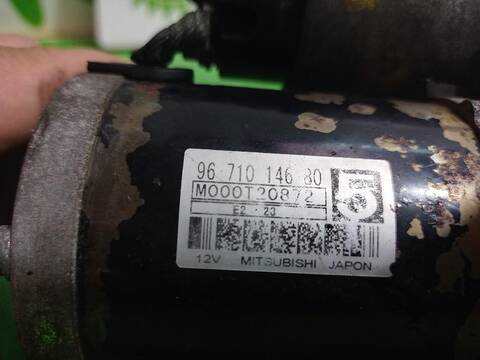 96 710 146 80
M000T20872
5
E2 · 23
12V MITSUBISHI JAPON